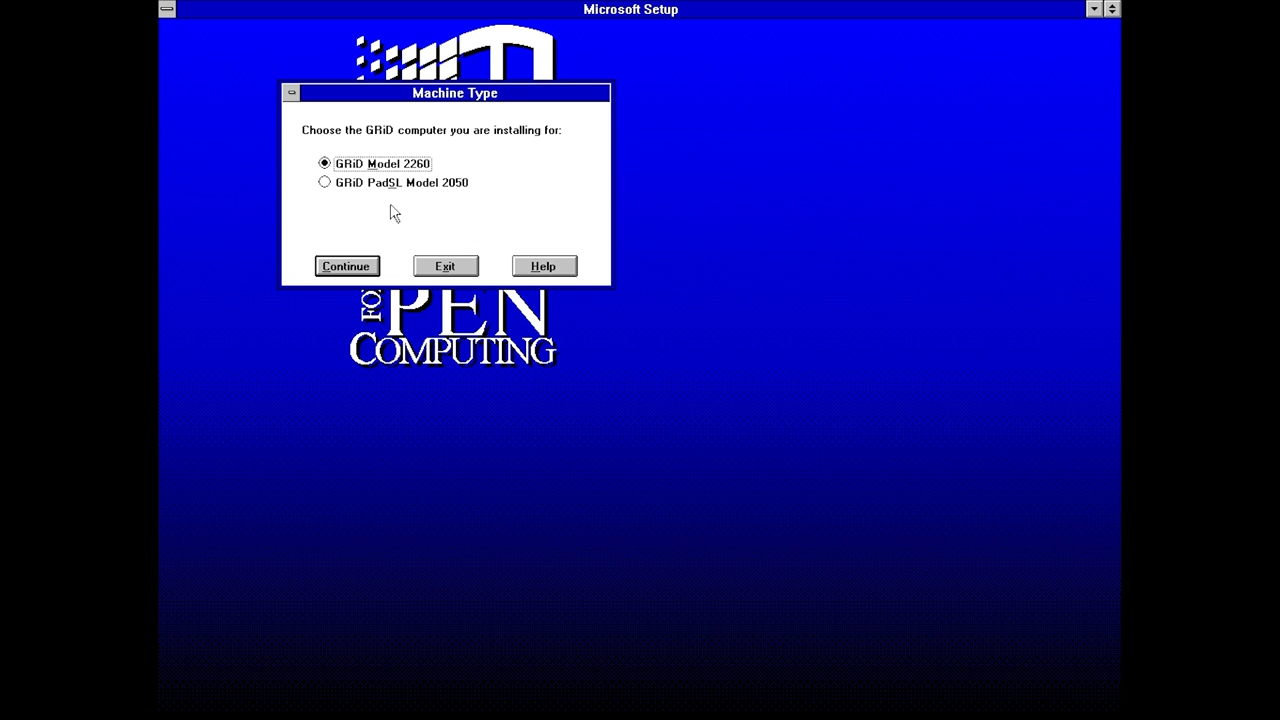 Microsoft Setup
Machine Type
Choose the GRiD computer you are installing for:
GRiD Model 2260
GRiD PadSL Model 2050
Continue
Exit
Help
PEN
COMPUTING